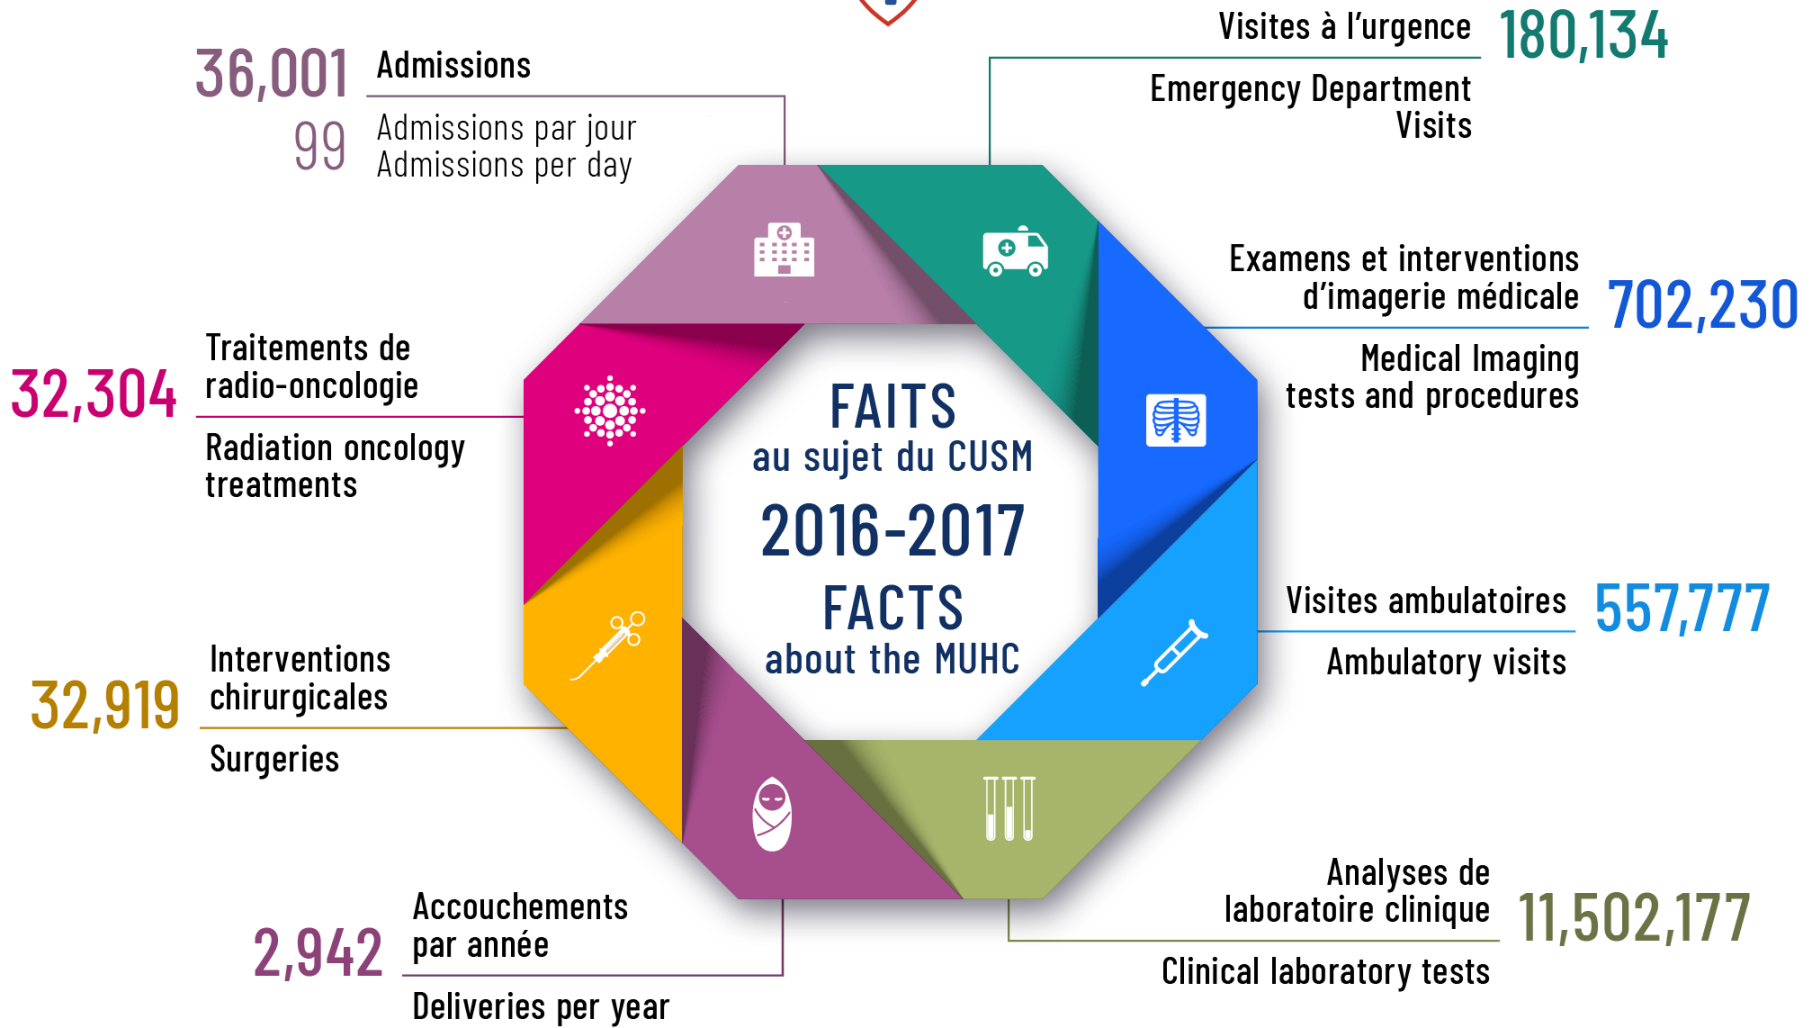 36,001
Admissions
99
Admissions par jour
Admissions per day
Visites à l’urgence
180,134
Emergency Department
Visits
Examens et interventions
d’imagerie médicale
702,230
Medical Imaging
tests and procedures
Traitements de
radio-oncologie
32,304
Radiation oncology
treatments
FAITS
au sujet du CUSM
2016-2017
FACTS
about the MUHC
Visites ambulatoires
557,777
Ambulatory visits
Interventions
chirurgicales
32,919
Surgeries
Analyses de
laboratoire clinique
11,502,177
Clinical laboratory tests
Accouchements
par année
2,942
Deliveries per year